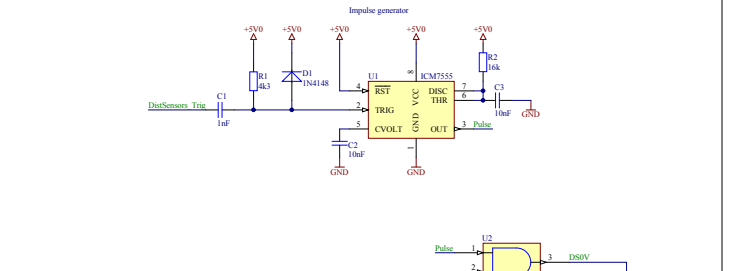 Impulse generator
+5V0 +5V0 +5V0 +5V0 +5V0
R1
4k3
D1
1N4148
U1 ICM7555
8
VCC
R2
16k
4 RST
DISC 7
THR 6
C3
10nF
GND
DistSensors_Trig
C1
1nF
2 TRIG
5 CVOLT
GND
1
OUT 3 Pulse
C2
10nF
GND
GND
U2
Pulse 1
2
3 DS0V